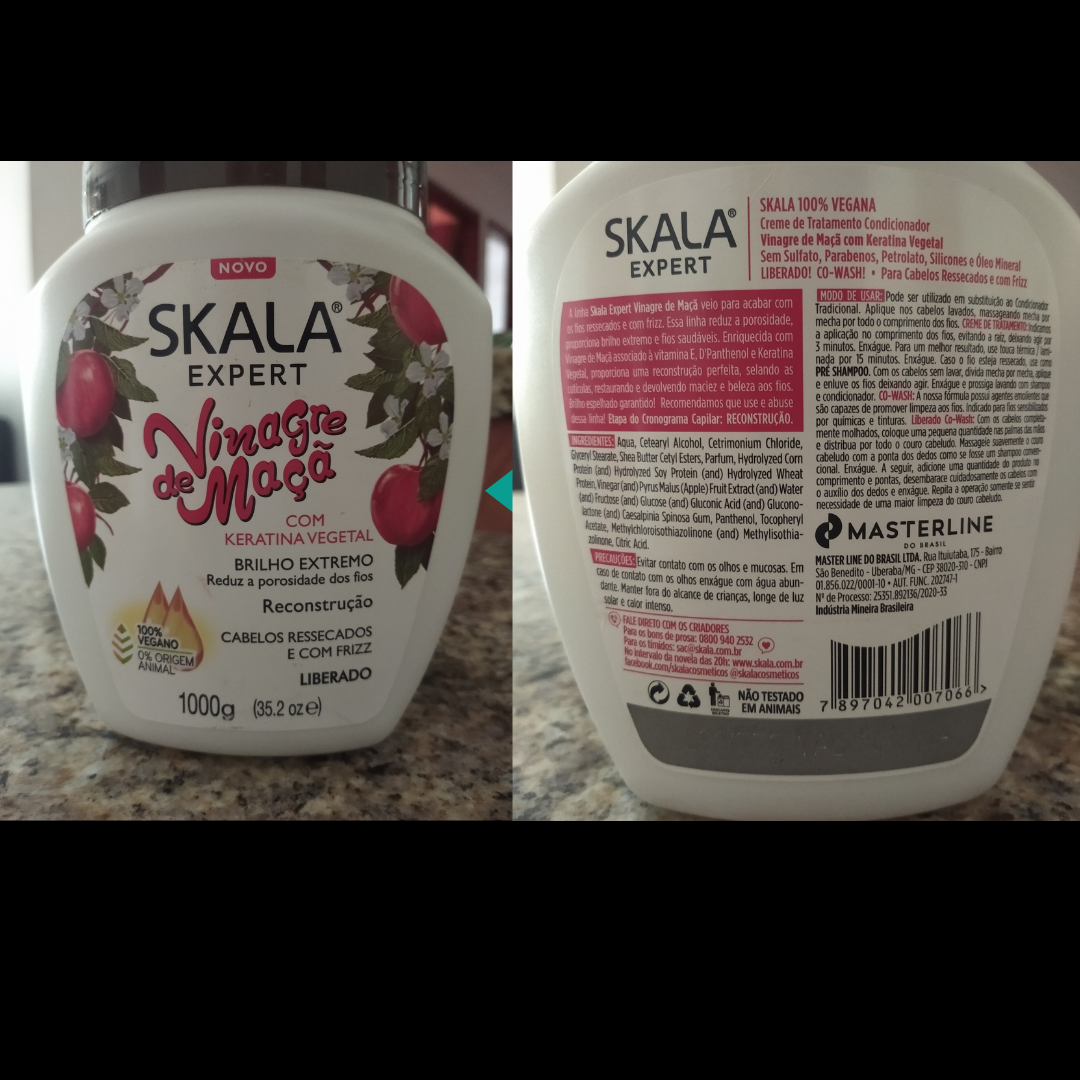 NOVO
SKALA®
EXPERT
Vinagre
de Maçã
COM
KERATINA VEGETAL
BRILHO EXTREMO
Reduz a porosidade dos fios
Reconstrução
CABELOS RESSECADOS
E COM FRIZZ
LIBERADO
100%
VEGANO
0% ORIGEM
ANIMAL
1000g (35.2 oz e)
SKALA®
EXPERT
SKALA 100% VEGANA
Creme de Tratamento Condicionador
Vinagre de Maçã com Keratina Vegetal
Sem Sulfato, Parabenos, Petrolato, Silicones e Óleo Mineral
LIBERADO! CO-WASH! • Para Cabelos Ressecados e com Frizz
A linha Skala Expert Vinagre de Maçã veio para acabar com
os fios ressecados e com frizz. Essa linha reduz a porosidade,
proporciona brilho extremo e fios saudáveis. Enriquecida com
Vinagre de Maçã associado à vitamina E, D'Panthenol e Keratina
Vegetal, proporciona uma reconstrução perfeita, selando as
cutículas, restaurando e devolvendo maciez e beleza aos fios.
Brilho espelhado garantido! Recomendamos que use e abuse
dessa linha! Etapa do Cronograma Capilar: RECONSTRUÇÃO.
INGREDIENTES: Aqua, Cetearyl Alcohol, Cetrimonium Chloride,
Glyceryl Stearate, Shea Butter Cetyl Esters, Parfum, Hydrolyzed Corn
Protein (and) Hydrolyzed Soy Protein (and) Hydrolyzed Wheat
Protein, Vinegar (and) Pyrus Malus (Apple) Fruit Extract (and) Water
(and) Fructose (and) Glucose (and) Gluconic Acid (and) Glucono-
lactone (and) Caesalpinia Spinosa Gum, Panthenol, Tocopheryl
Acetate, Methylchloroisothiazolinone (and) Methylisothia-
zolinone, Citric Acid.
PRECAUÇÕES: Evitar contato com os olhos e mucosas. Em
caso de contato com os olhos enxágue com água abun-
dante. Manter fora do alcance de crianças, longe de luz
solar e calor intenso.
FALE DIRETO COM OS CRIADORES
Para os bons de prosa: 0800 940 2532
Para os tímidos: sac@skala.com.br
No intervalo da novela das 20h: www.skala.com.br
facebook.com/skalacosmeticos @skalacosmeticos
NÃO TESTADO
EM ANIMAIS
MODO DE USAR: Pode ser utilizado em substituição ao Condicionador
Tradicional. Aplique nos cabelos lavados, massageando mecha por
mecha por todo o comprimento dos fios. CREME DE TRATAMENTO: Indicamos
a aplicação no comprimento dos fios, evitando a raiz, deixando agir por
3 minutos. Enxágue. Para um melhor resultado, use touca térmica / lami-
nada por 15 minutos. Enxágue. Caso o fio esteja ressecado, use como
PRÉ SHAMPOO. Com os cabelos sem lavar, divida mecha por mecha, aplique
e enluve os fios deixando agir. Enxágue e prossiga lavando com shampoo
e condicionador. CO-WASH: A nossa fórmula possui agentes emolientes que
são capazes de promover limpeza aos fios. Indicado para fios sensibilizados
por químicas e tinturas. Liberado Co-Wash: Com os cabelos completa-
mente molhados, coloque uma pequena quantidade nas palmas das mãos
e distribua por todo o couro cabeludo. Massageie suavemente o couro
cabeludo com a ponta dos dedos como se fosse um shampoo conven-
cional. Enxágue. A seguir, adicione uma quantidade do produto no
comprimento e pontas, desembarace cuidadosamente os cabelos com
o auxílio dos dedos e enxágue. Repita a operação somente se sentir
necessidade de uma maior limpeza do couro cabeludo.
MASTERLINE
DO BRASIL
MASTER LINE DO BRASIL LTDA. Rua Ituiutaba, 175 - Bairro
São Benedito - Uberaba/MG - CEP 38020-310 - CNPJ
01.856.022/0001-10 • AUT. FUNC. 202747-1
Nº de Processo: 25351.892136/2020-33
Indústria Mineira Brasileira
7 897042 007066 >